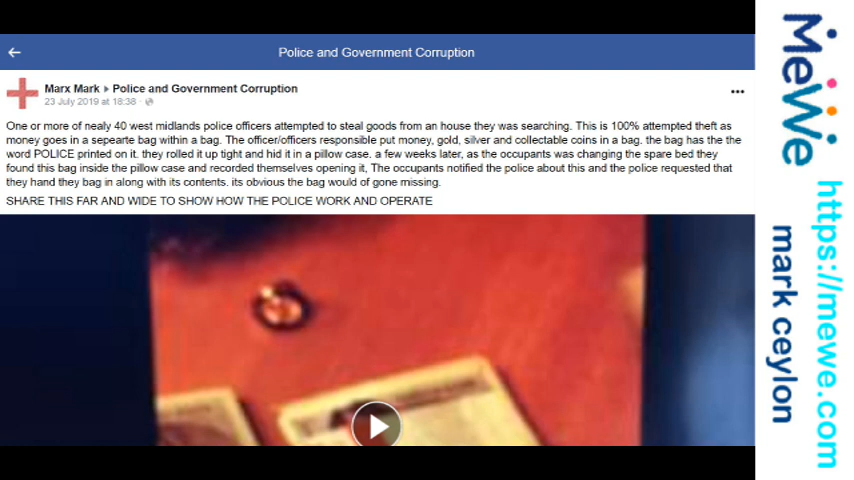 Police and Government Corruption
Marx Mark ▸ Police and Government Corruption
23 July 2019 at 18:38 ·
One or more of nealy 40 west midlands police officers attempted to steal goods from an house they was searching. This is 100% attempted theft as
money goes in a sepearte bag within a bag. The officer/officers responsible put money, gold, silver and collectable coins in a bag. the bag has the the
word POLICE printed on it. they rolled it up tight and hid it in a pillow case. a few weeks later, as the occupants was changing the spare bed they
found this bag inside the pillow case and recorded themselves opening it, The occupants notified the police about this and the police requested that
they hand they bag in along with its contents. its obvious the bag would of gone missing.
SHARE THIS FAR AND WIDE TO SHOW HOW THE POLICE WORK AND OPERATE
MeWe
https://mewe.com
mark ceylon